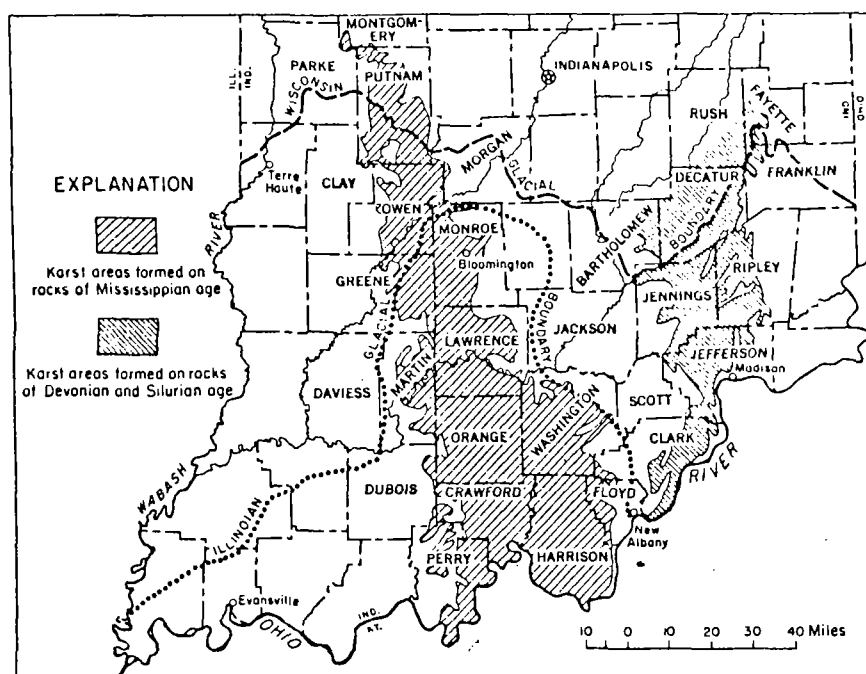 MONTGOM-
ERY
PARKE
PUTNAM
INDIANAPOLIS
ILL.
IND.
WISCONSIN
RUSH
FAYETTE
OHIO
IND
MORGAN
GLACIAL
Terre
Haute
CLAY
DECATUR
FRANKLIN
EXPLANATION
OWEN
MONROE
BARTHOLOMEW
BOUNDARY
RIVER
Karst areas formed on
rocks of Mississippian age
Bloomington
GREENE
RIPLEY
JENNINGS
GLACIAL
BOUNDARY
JACKSON
LAWRENCE
JEFFERSON
Madison
Karst areas formed on rocks
of Devonian and Silurian age
MARTIN
DAVIESS
SCOTT
WASHINGTON
ORANGE
CLARK
RIVER
WABASH
DUBOIS
CRAWFORD
FLOYD
ILLINOIAN
New
Albany
PERRY
HARRISON
Evansville
OHIO
IND.
10 0 10 20 30 40 Miles